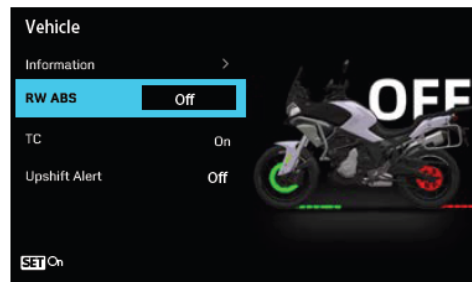 Vehicle
Information >
RW ABS Off
TC On
Upshift Alert Off
SET On
OFF